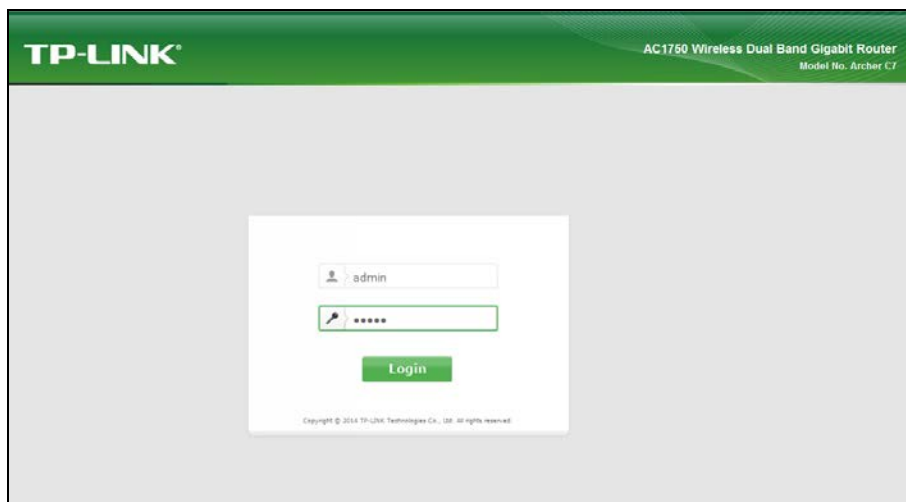 TP-LINK®
AC1750 Wireless Dual Band Gigabit Router
Model No. Archer C7
admin
•••••
Login
Copyright © 2014 TP-LINK Technologies Co., Ltd. All rights reserved.